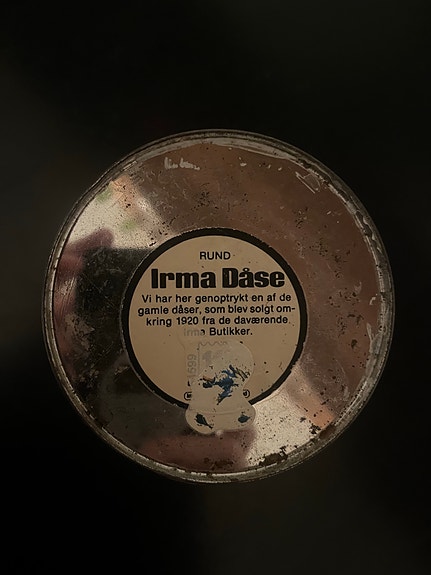 RUND
Irma Dåse
Vi har her genoptrykt en af de
gamle dåser, som blev solgt om-
kring 1920 fra de daværende
Irma Butikker.